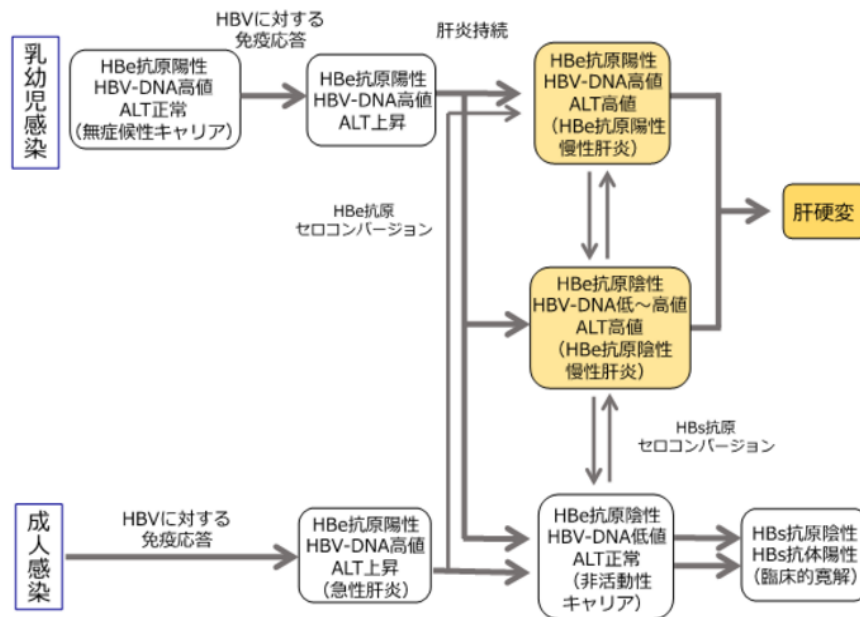 乳幼児感染
HBe抗原陽性
HBV-DNA高値
ALT正常
(無症候性キャリア)
HBVに対する
免疫応答
HBe抗原陽性
HBV-DNA高値
ALT上昇
肝炎持続
HBe抗原陽性
HBV-DNA高値
ALT高値
(HBe抗原陽性
慢性肝炎)
肝硬変
HBe抗原
セロコンバージョン
HBe抗原陰性
HBV-DNA低～高値
ALT高値
(HBe抗原陰性
慢性肝炎)
HBs抗原
セロコンバージョン
成人感染
HBVに対する
免疫応答
HBe抗原陽性
HBV-DNA高値
ALT上昇
(急性肝炎)
HBe抗原陰性
HBV-DNA低値
ALT正常
(非活動性
キャリア)
HBs抗原陰性
HBs抗体陽性
(臨床的寛解)